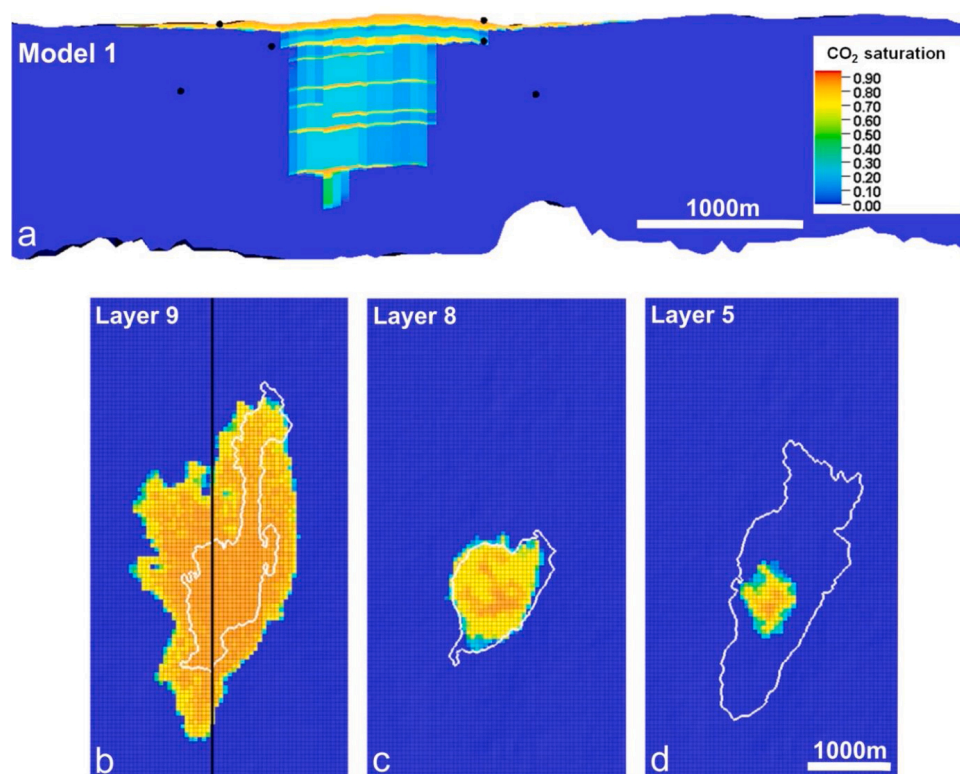 Model 1
CO₂ saturation
0.90
0.80
0.70
0.60
0.50
0.40
0.30
0.20
0.10
0.00
1000m
a
Layer 9
Layer 8
Layer 5
b
c
d
1000m